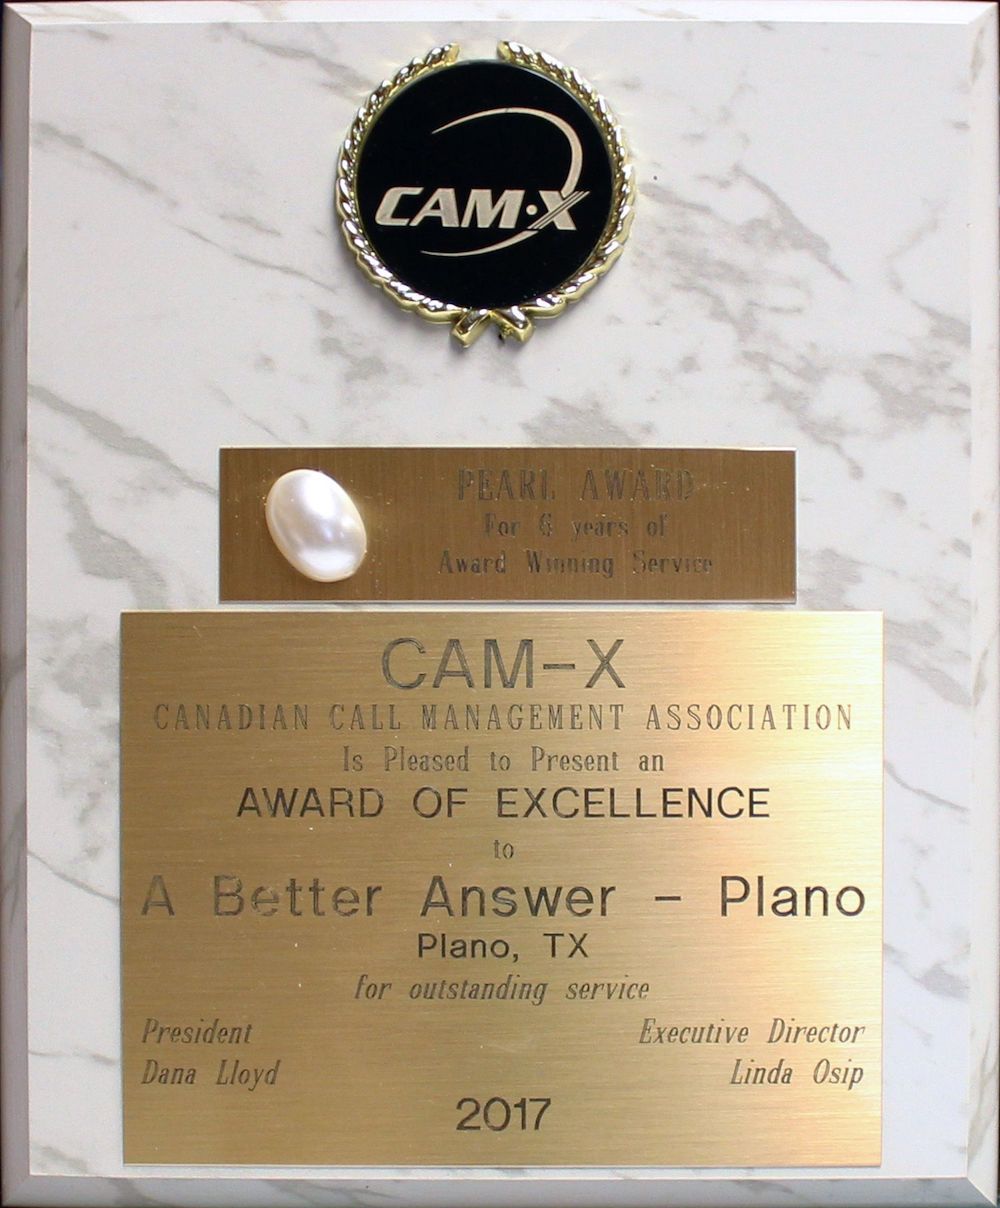 CAM·X
PEARL AWARD
For 6 years of
Award Winning Service
CAM-X
CANADIAN CALL MANAGEMENT ASSOCIATION
Is Pleased to Present an
AWARD OF EXCELLENCE
to
A Better Answer - Plano
Plano, TX
for outstanding service
President Executive Director
Dana Lloyd Linda Osip
2017